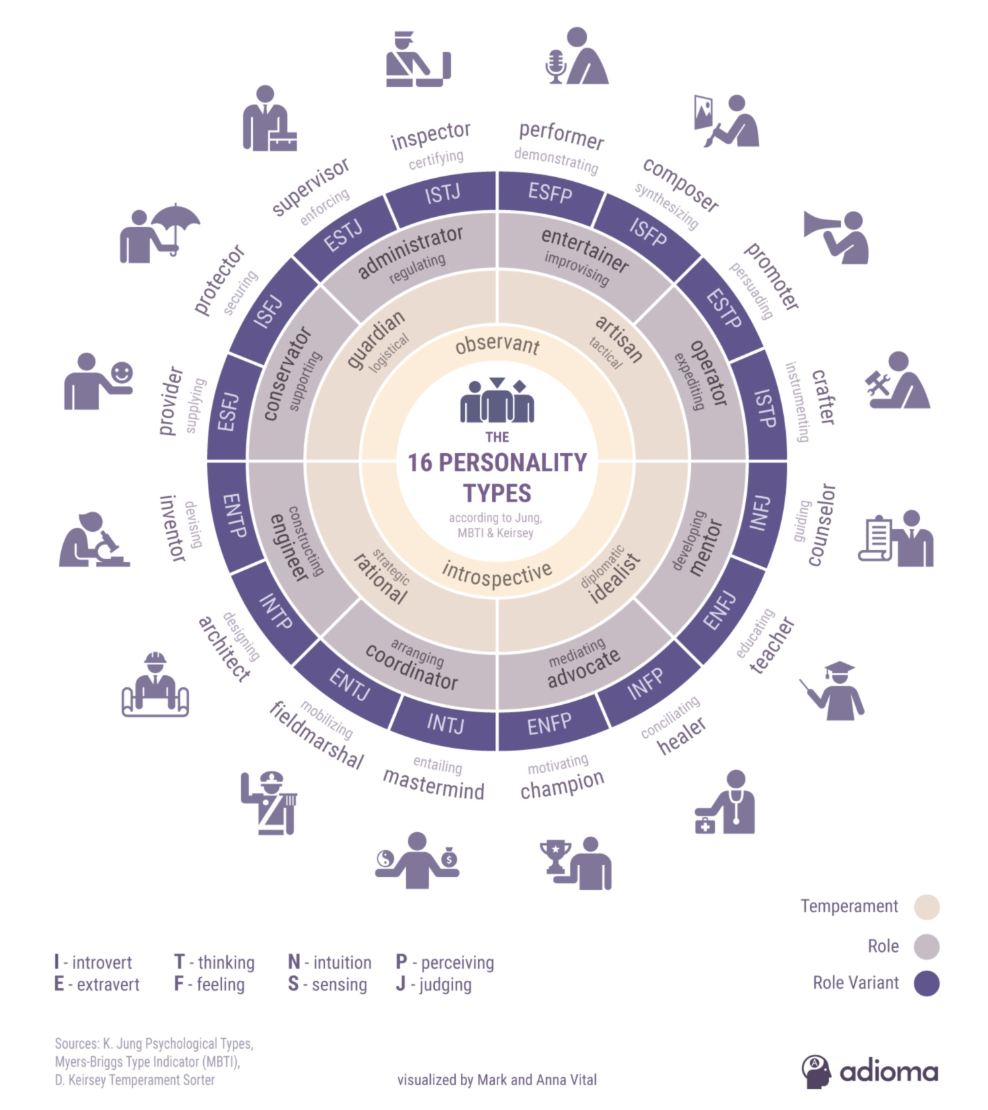 inspector
certifying
ISTJ
performer
demonstrating
ESFP
composer
synthesizing
ISFP
promoter
persuading
ESTP
crafter
instrumenting
ISTP
counselor
guiding
INFJ
teacher
educating
ENFJ
healer
conciliating
INFP
champion
motivating
ENFP
mastermind
entailing
INTJ
fieldmarshal
mobilizing
ENTJ
architect
designing
INTP
inventor
devising
ENTP
provider
supplying
ESFJ
protector
securing
ISFJ
supervisor
enforcing
ESTJ
administrator
regulating
entertainer
improvising
operator
expediting
developing
mentor
mediating
advocate
arranging
coordinator
constructing
engineer
conservator
supporting
guardian
logistical
artisan
tactical
diplomatic
idealist
strategic
rational
observant
introspective
THE
16 PERSONALITY
TYPES
according to Jung,
MBTI & Keirsey
Temperament
Role
Role Variant
I - introvert
E - extravert
T - thinking
F - feeling
N - intuition
S - sensing
P - perceiving
J - judging
Sources: K. Jung Psychological Types,
Myers-Briggs Type Indicator (MBTI),
D. Keirsey Temperament Sorter
visualized by Mark and Anna Vital
adioma